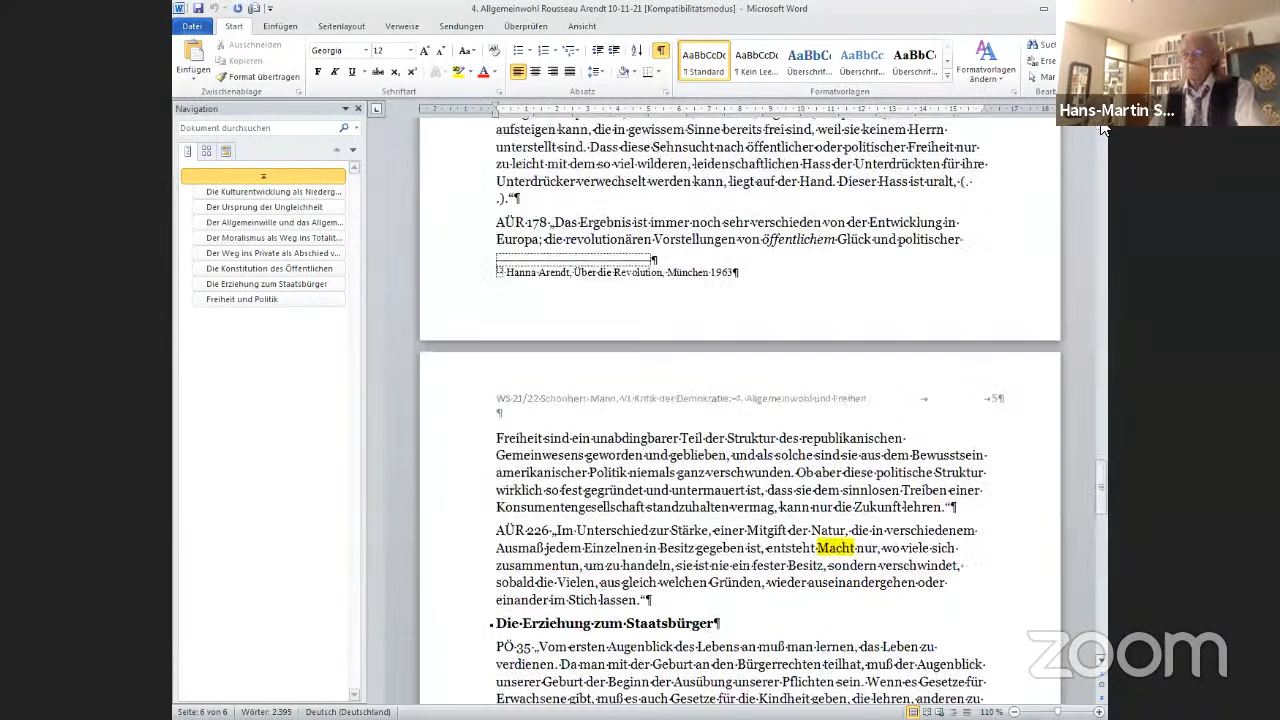 4. Allgemeinwohl Rousseau Arendt 10-11-21 [Kompatibilitätsmodus] - Microsoft Word
Datei Start Einfügen Seitenlayout Verweise Sendungen Überprüfen Ansicht
Einfügen
Ausschneiden
Kopieren
Format übertragen
Zwischenablage
Georgia 12
F K U abc
Schriftart
Absatz
AaBbCcDc AaBbCcDc AaBbC AaBbCc AaBbC
¶ Standard ¶ Kein Lee... Überschrif... Überschrif... Überschrif...
Formatvorlagen ändern
Formatvorlagen
Hans-Martin S...
Navigation
Dokument durchsuchen
Die Kulturentwicklung als Niederg...
Der Ursprung der Ungleichheit
Der Allgemeinwille und das Allgem...
Der Moralismus als Weg ins Totalit...
Der Weg ins Private als Abschied v...
Die Konstitution des Öffentlichen
Die Erziehung zum Staatsbürger
Freiheit und Politik
aufsteigen kann, die in gewissem Sinne bereits frei sind, weil sie keinem Herrn
unterstellt sind. Dass diese Sehnsucht nach öffentlicher oder politischer Freiheit nur
zu leicht mit dem so viel wilderen, leidenschaftlichen Hass der Unterdrückten für ihre
Unterdrücker verwechselt werden kann, liegt auf der Hand. Dieser Hass ist uralt, (.
.).“¶
AÜR 178 „Das Ergebnis ist immer noch sehr verschieden von der Entwicklung in
Europa; die revolutionären Vorstellungen von öffentlichem Glück und politischer
Hanna Arendt, Über die Revolution, München 1963¶
WS 21/22 Schönherr-Mann, VL Kritik der Demokratie: 4. Allgemeinwohl und Freiheit → → 5¶
¶
Freiheit sind ein unabdingbarer Teil der Struktur des republikanischen
Gemeinwesens geworden und geblieben, und als solche sind sie aus dem Bewusstsein
amerikanischer Politik niemals ganz verschwunden. Ob aber diese politische Struktur
wirklich so fest gegründet und untermauert ist, dass sie dem sinnlosen Treiben einer
Konsumentengesellschaft standzuhalten vermag, kann nur die Zukunft lehren.“¶
AÜR 226 „Im Unterschied zur Stärke, einer Mitgift der Natur, die in verschiedenem
Ausmaß jedem Einzelnen in Besitz gegeben ist, entsteht Macht nur, wo viele sich
zusammentun, um zu handeln, sie ist nie ein fester Besitz, sondern verschwindet,
sobald die Vielen, aus gleich welchen Gründen, wieder auseinandergehen oder
einander im Stich lassen.“¶
Die Erziehung zum Staatsbürger¶
PÖ 35 „Vom ersten Augenblick des Lebens an muß man lernen, das Leben zu
verdienen. Da man mit der Geburt an den Bürgerrechten teilhat, muß der Augenblick
unserer Geburt der Beginn der Ausübung unserer Pflichten sein. Wenn es Gesetze für
Erwachsene gibt, muß es auch Gesetze für die Kindheit geben, die lehren, anderen zu
zoom
Seite: 6 von 6 Wörter: 2.395 Deutsch (Deutschland) 110 %